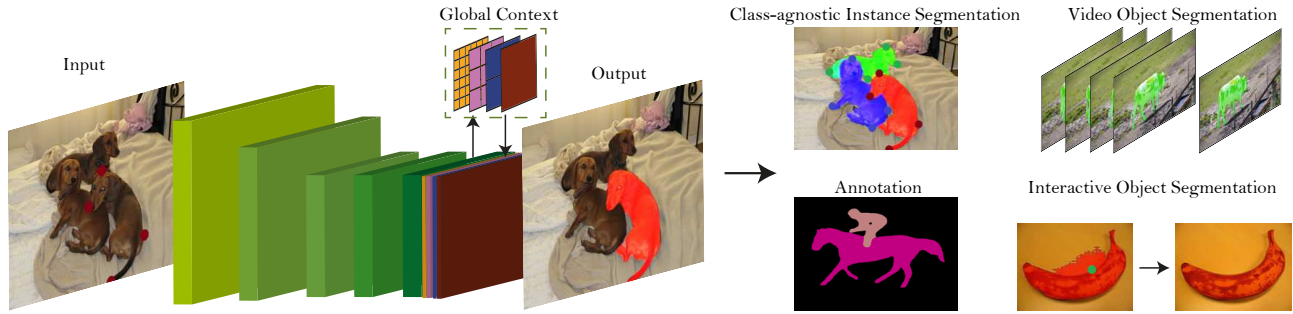 Global Context
Class-agnostic Instance Segmentation
Video Object Segmentation
Input
Output
Annotation
Interactive Object Segmentation